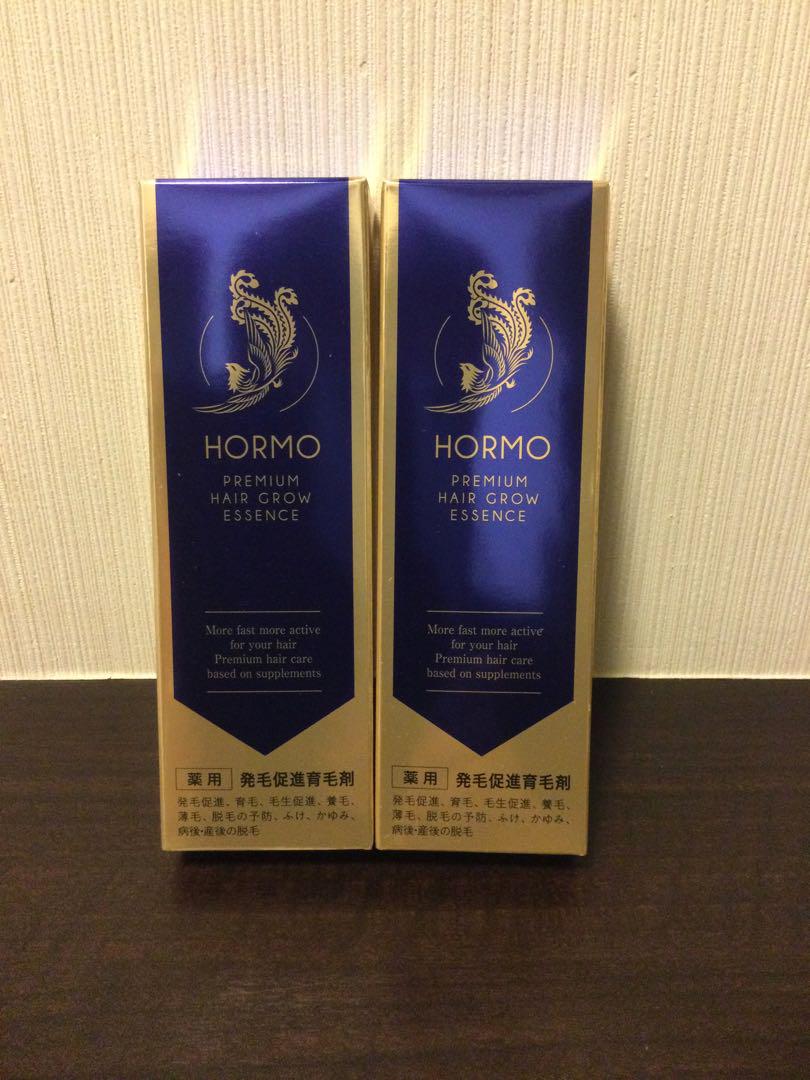 HORMO
PREMIUM
HAIR GROW
ESSENCE
More fast more active
for your hair
Premium hair care
based on supplements
薬用 発毛促進育毛剤
発毛促進、育毛、毛生促進、養毛、
薄毛、脱毛の予防、ふけ、かゆみ、
病後・産後の脱毛
HORMO
PREMIUM
HAIR GROW
ESSENCE
More fast more active
for your hair
Premium hair care
based on supplements
薬用 発毛促進育毛剤
発毛促進、育毛、毛生促進、養毛、
薄毛、脱毛の予防、ふけ、かゆみ、
病後・産後の脱毛